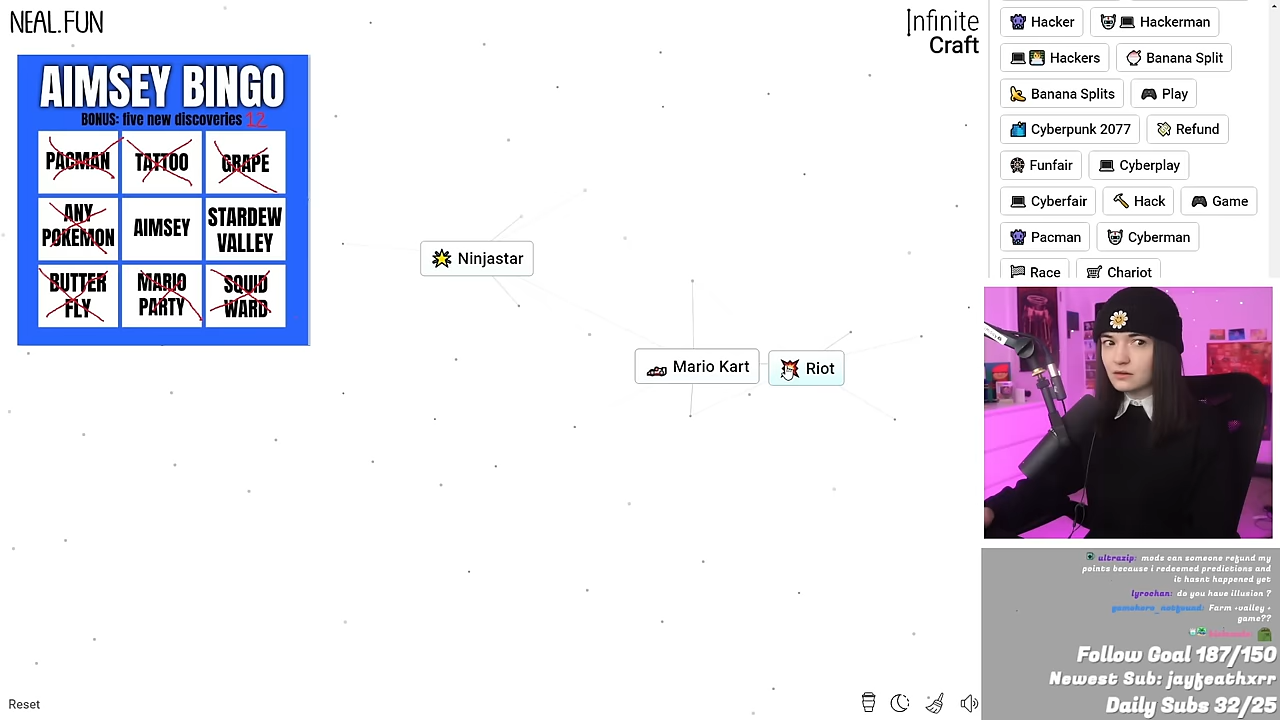 NEAL.FUN
Infinite
Craft
AIMSEY BINGO
BONUS: five new discoveries 12
PACMAN
TATTOO
GRAPE
ANY
POKEMON
AIMSEY
STARDEW
VALLEY
BUTTER
FLY
MARIO
PARTY
SQUID
WARD
Ninjastar
Mario Kart
Riot
Hacker
Hackerman
Hackers
Banana Split
Banana Splits
Play
Cyberpunk 2077
Refund
Funfair
Cyberplay
Cyberfair
Hack
Game
Pacman
Cyberman
Race
Chariot
ultrazip: mods can someone refund my
points because i redeemed predictions and
it hasnt happened yet
lyrochan: do you have illusion ?
Farm +valley +
game??
Follow Goal 187/150
Newest Sub: jayfeathxrr
Daily Subs 32/25
Reset